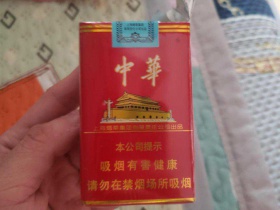 中華
本公司提示
吸烟有害健康
请勿在禁烟场所吸烟